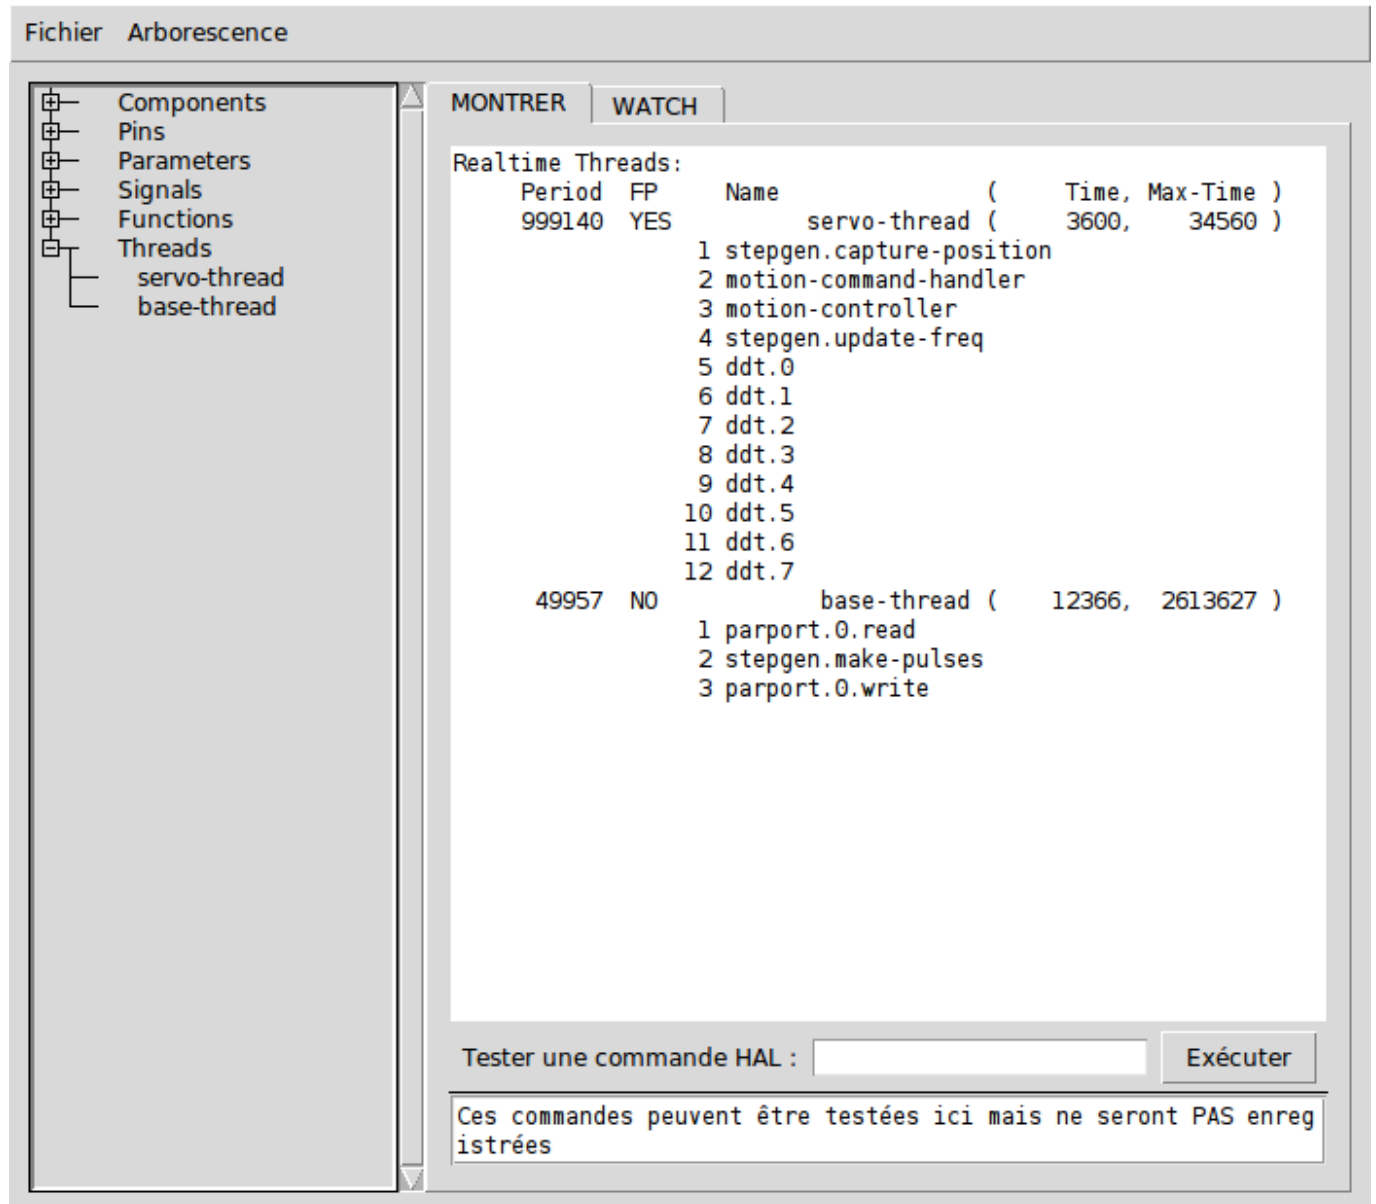 Fichier Arborescence
Components
Pins
Parameters
Signals
Functions
Threads
servo-thread
base-thread
MONTRER WATCH
Realtime Threads:
Period FP Name ( Time, Max-Time )
999140 YES servo-thread ( 3600, 34560 )
1 stepgen.capture-position
2 motion-command-handler
3 motion-controller
4 stepgen.update-freq
5 ddt.0
6 ddt.1
7 ddt.2
8 ddt.3
9 ddt.4
10 ddt.5
11 ddt.6
12 ddt.7
49957 NO base-thread ( 12366, 2613627 )
1 parport.0.read
2 stepgen.make-pulses
3 parport.0.write
Tester une commande HAL : Exécuter
Ces commandes peuvent être testées ici mais ne seront PAS enreg
istrées